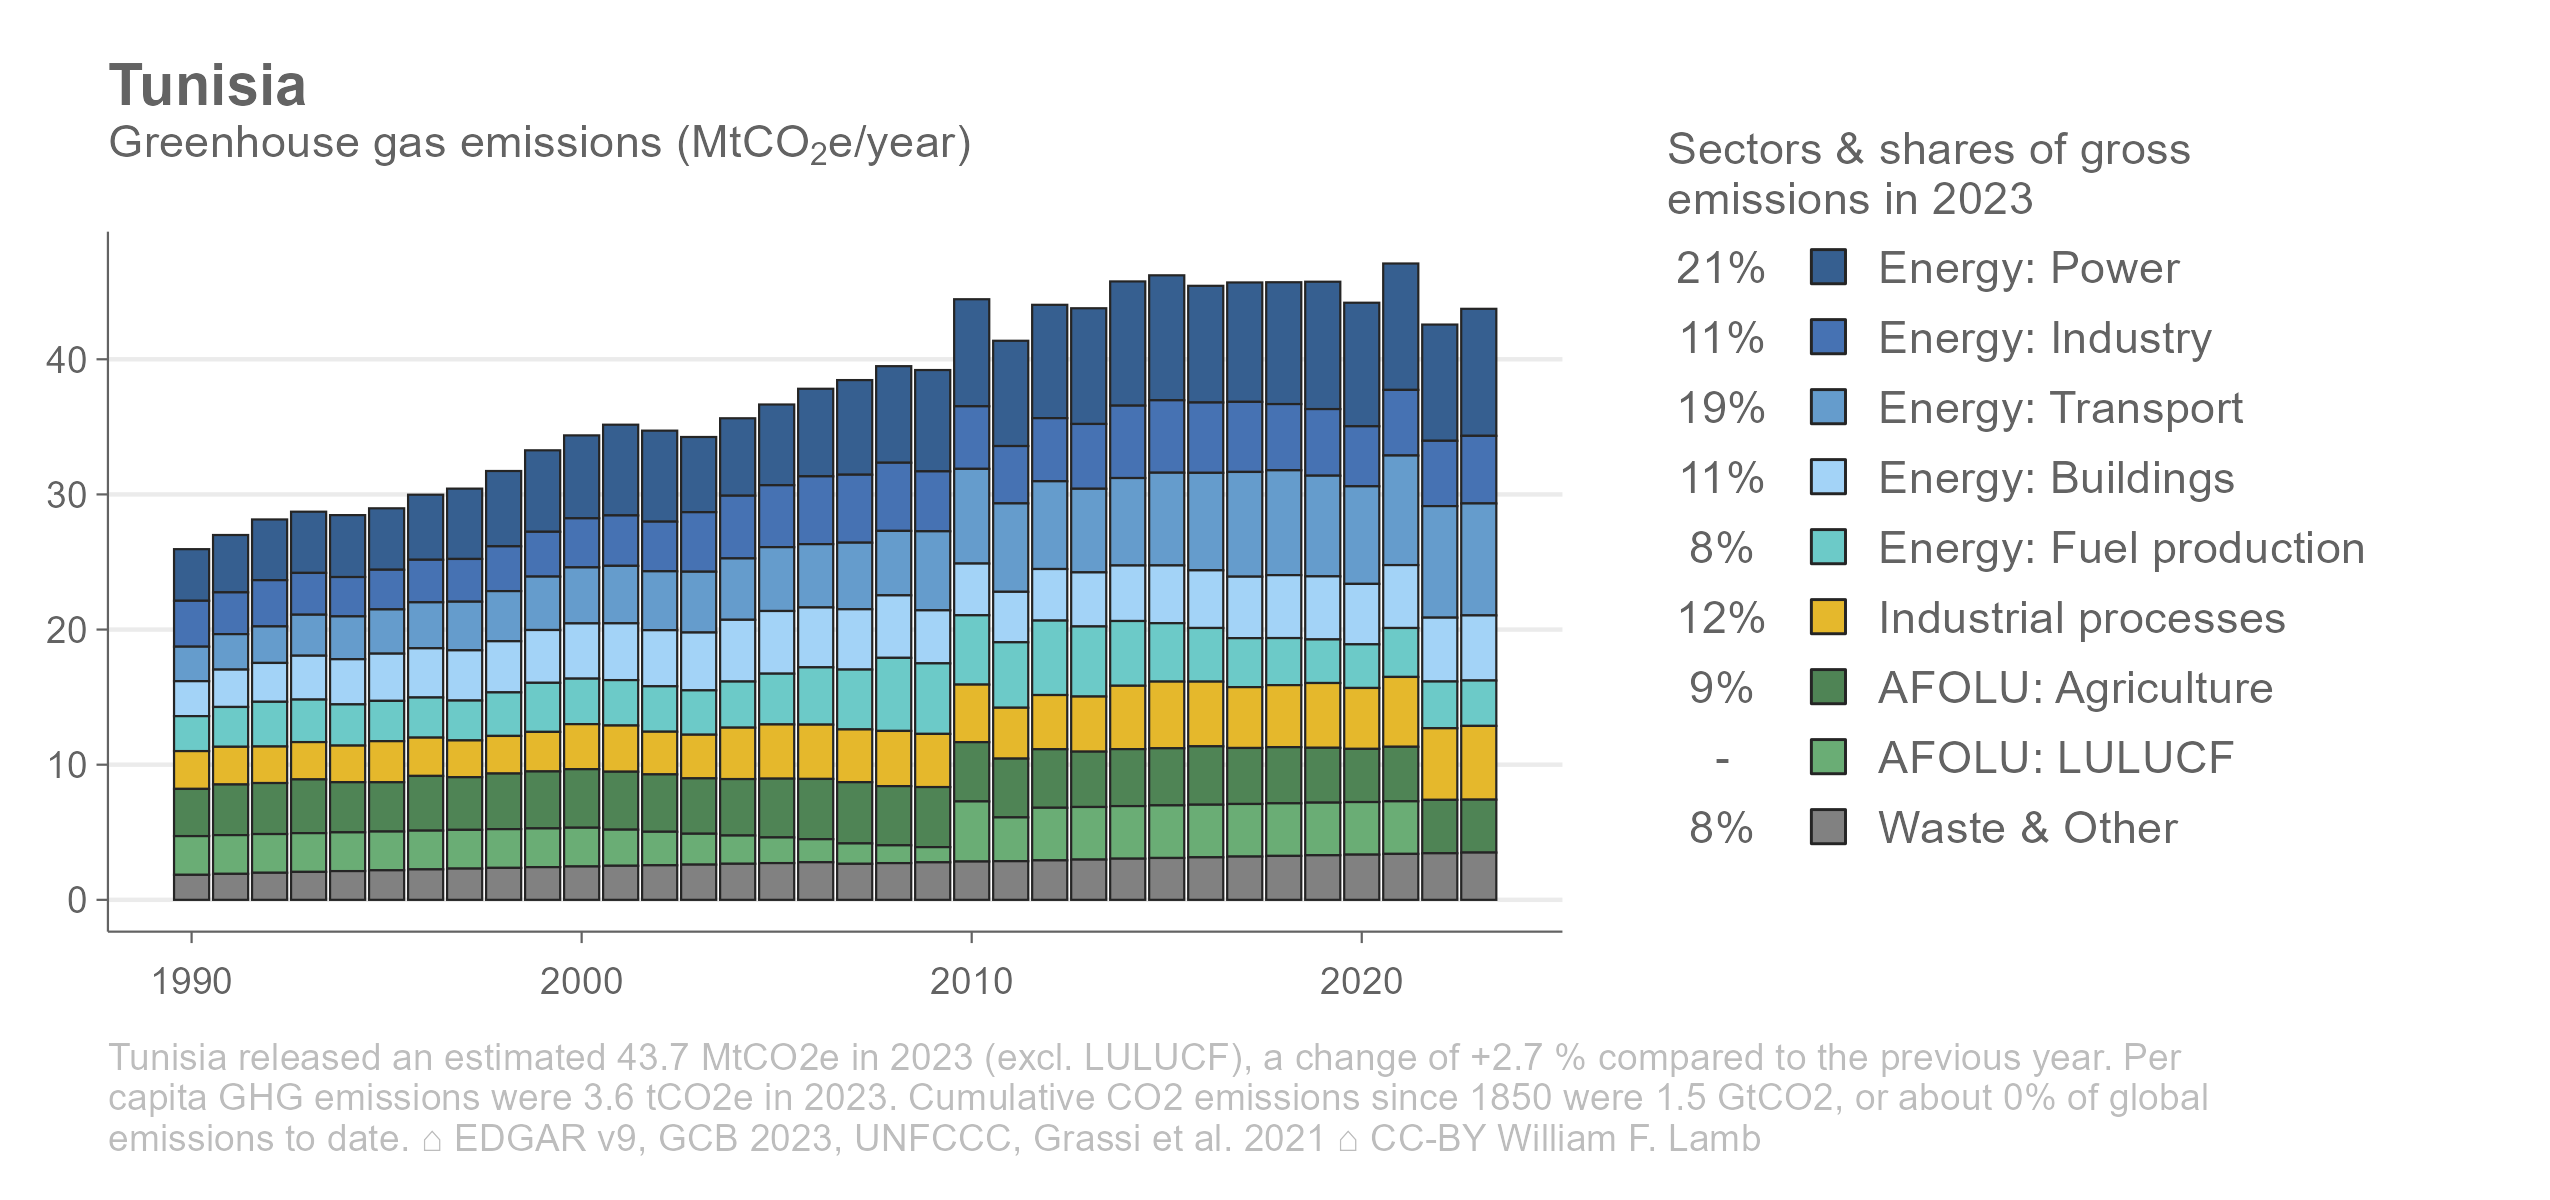 Tunisia
Greenhouse gas emissions (MtCO₂e/year)
Sectors & shares of gross
emissions in 2023
21% Energy: Power
11% Energy: Industry
19% Energy: Transport
11% Energy: Buildings
8% Energy: Fuel production
12% Industrial processes
9% AFOLU: Agriculture
- AFOLU: LULUCF
8% Waste & Other
40
30
20
10
0
1990 2000 2010 2020
Tunisia released an estimated 43.7 MtCO2e in 2023 (excl. LULUCF), a change of +2.7 % compared to the previous year. Per
capita GHG emissions were 3.6 tCO2e in 2023. Cumulative CO2 emissions since 1850 were 1.5 GtCO2, or about 0% of global
emissions to date. ⌂ EDGAR v9, GCB 2023, UNFCCC, Grassi et al. 2021 ⌂ CC-BY William F. Lamb